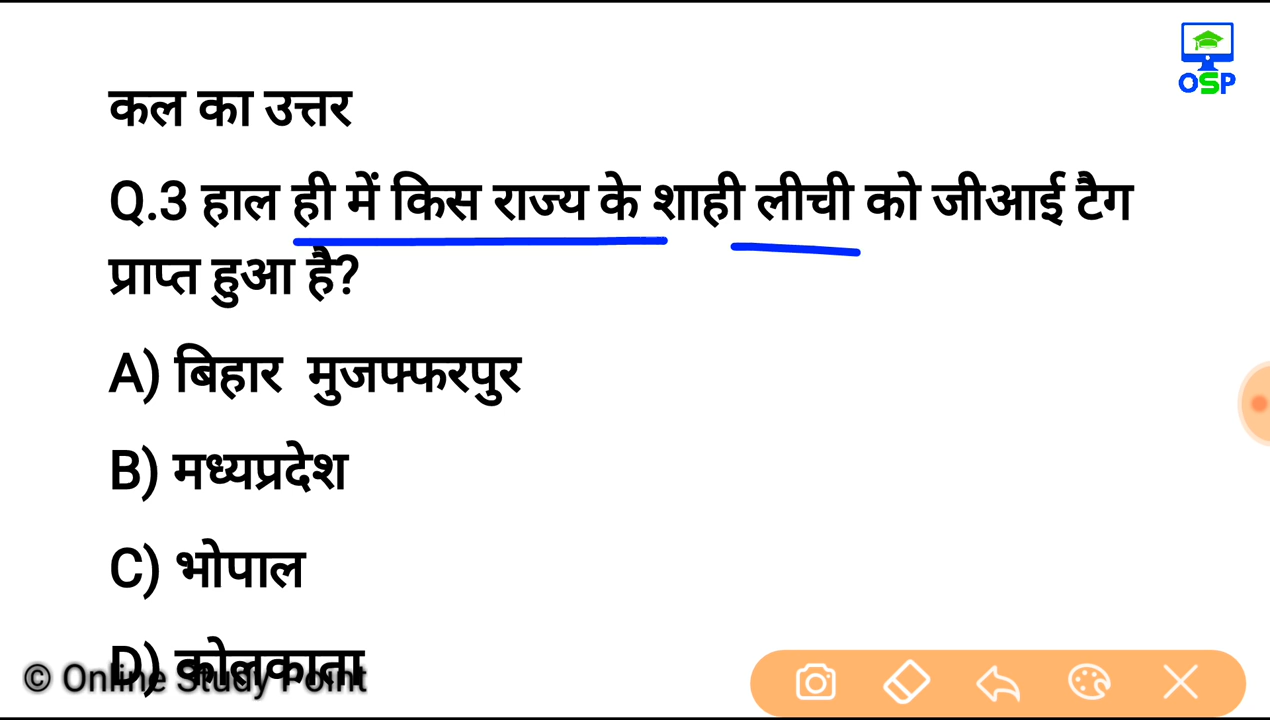 OSP
कल का उत्तर
Q.3 हाल ही में किस राज्य के शाही लीची को जीआई टैग
प्राप्त हुआ है?
A) बिहार मुजफ्फरपुर
B) मध्यप्रदेश
C) भोपाल
D) कोलकाता
© Online Study Point